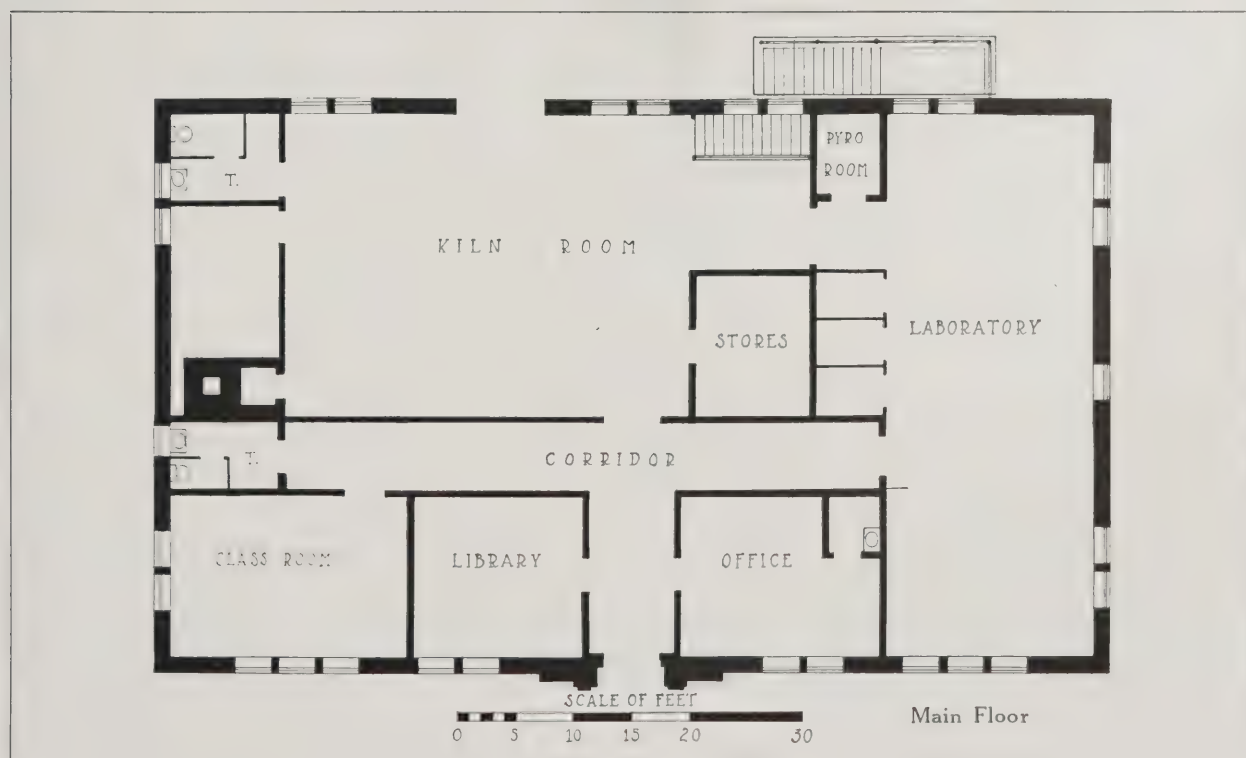 PYRO
ROOM
T.
KILN ROOM
STORES
LABORATORY
T.
CORRIDOR
CLASS ROOM
LIBRARY
OFFICE
SCALE OF FEET
0 5 10 15 20 30
Main Floor